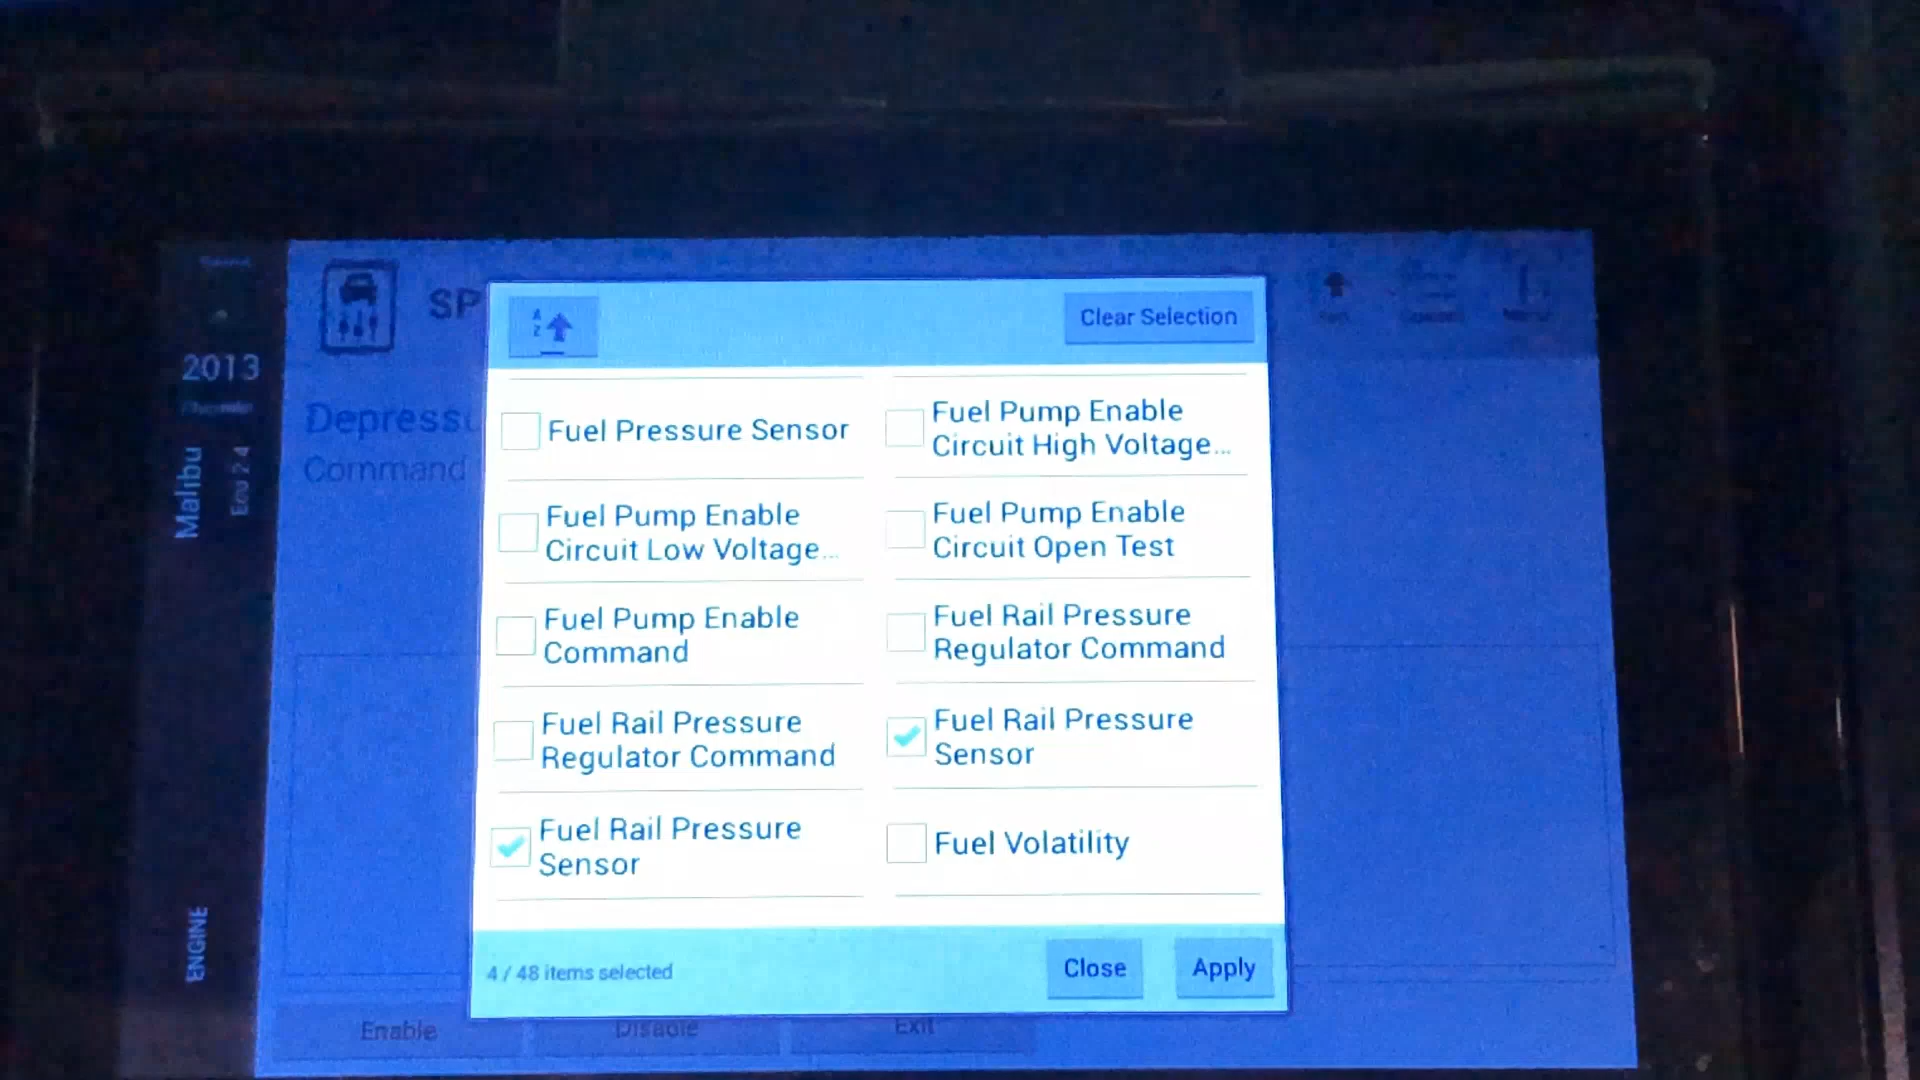 SP
Clear Selection
2013
Depress
Command
Malibu
ENGINE
Fuel Pressure Sensor
Fuel Pump Enable
Circuit High Voltage...
Fuel Pump Enable
Circuit Low Voltage...
Fuel Pump Enable
Circuit Open Test
Fuel Pump Enable
Command
Fuel Rail Pressure
Regulator Command
Fuel Rail Pressure
Regulator Command
Fuel Rail Pressure
Sensor
Fuel Rail Pressure
Sensor
Fuel Volatility
4 / 48 items selected
Close
Apply
Enable
Disable
Exit